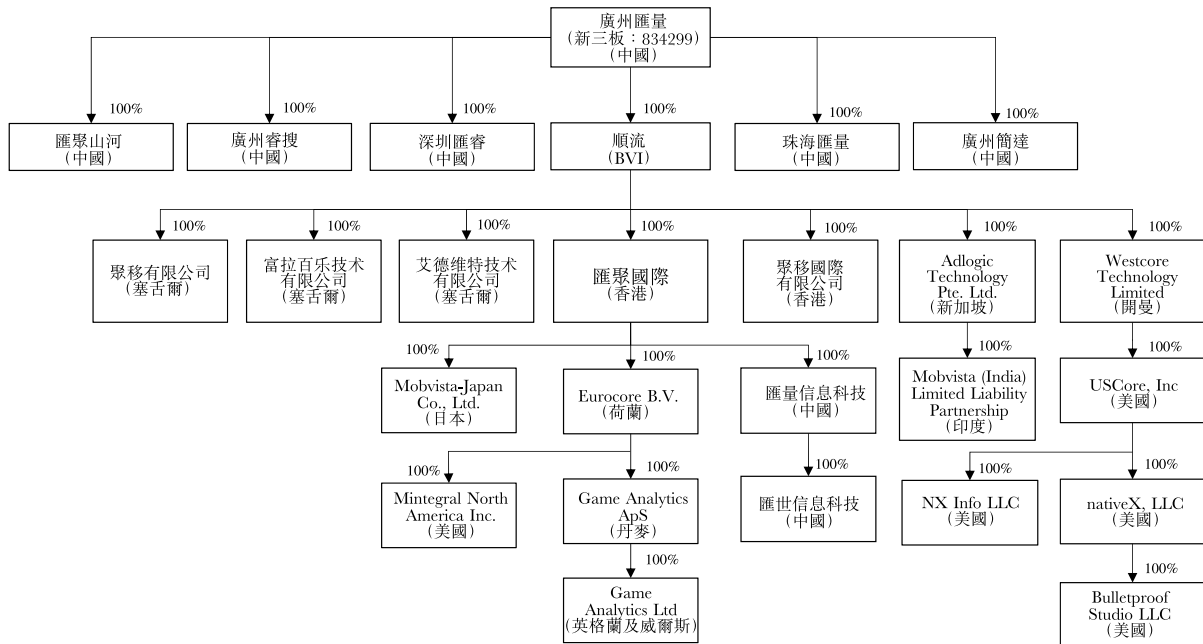 廣州匯量
(新三板：834299)
(中國)
100%
100%
100%
100%
100%
100%
匯聚山河
(中國)
廣州睿搜
(中國)
深圳匯睿
(中國)
順流
(BVI)
珠海匯量
(中國)
廣州簡達
(中國)
100%
100%
100%
100%
100%
100%
100%
聚移有限公司
(塞舌爾)
富拉百乐技术
有限公司
(塞舌爾)
艾德维特技术
有限公司
(塞舌爾)
匯聚國際
(香港)
聚移國際
有限公司
(香港)
Adlogic
Technology
Pte. Ltd.
(新加坡)
Westcore
Technology
Limited
(開曼)
100%
100%
100%
100%
100%
Mobvista-Japan
Co., Ltd.
(日本)
Eurocore B.V.
(荷蘭)
匯量信息科技
(中國)
Mobvista (India)
Limited Liability
Partnership
(印度)
USCore, Inc
(美國)
100%
100%
100%
100%
100%
Mintegral North
America Inc.
(美國)
Game Analytics
ApS
(丹麥)
匯世信息科技
(中國)
NX Info LLC
(美國)
nativeX, LLC
(美國)
100%
100%
Game
Analytics Ltd
(英格蘭及威爾斯)
Bulletproof
Studio LLC
(美國)